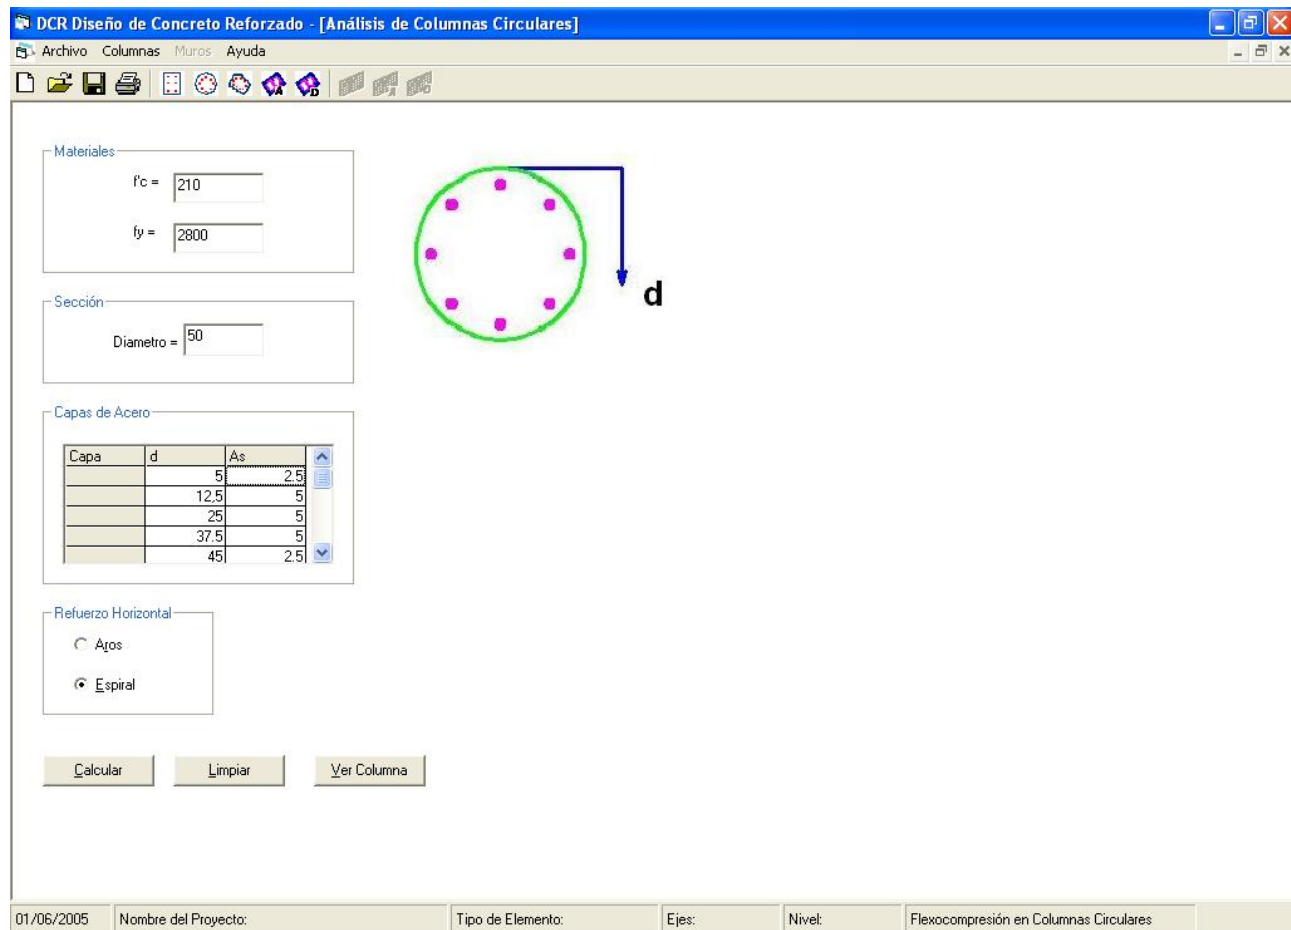 DCR Diseño de Concreto Reforzado - [Análisis de Columnas Circulares]
Archivo Columnas Muros Ayuda
A D
A D
Materiales
f'c = 210
fy = 2800
d
Sección
Diametro = 50
Capas de Acero
Capa d As
5 2.5
12,5 5
25 5
37.5 5
45 2.5
Refuerzo Horizontal
Aros
Espiral
Calcular Limpiar Ver Columna
01/06/2005 Nombre del Proyecto: Tipo de Elemento: Ejes: Nivel: Flexocompresión en Columnas Circulares